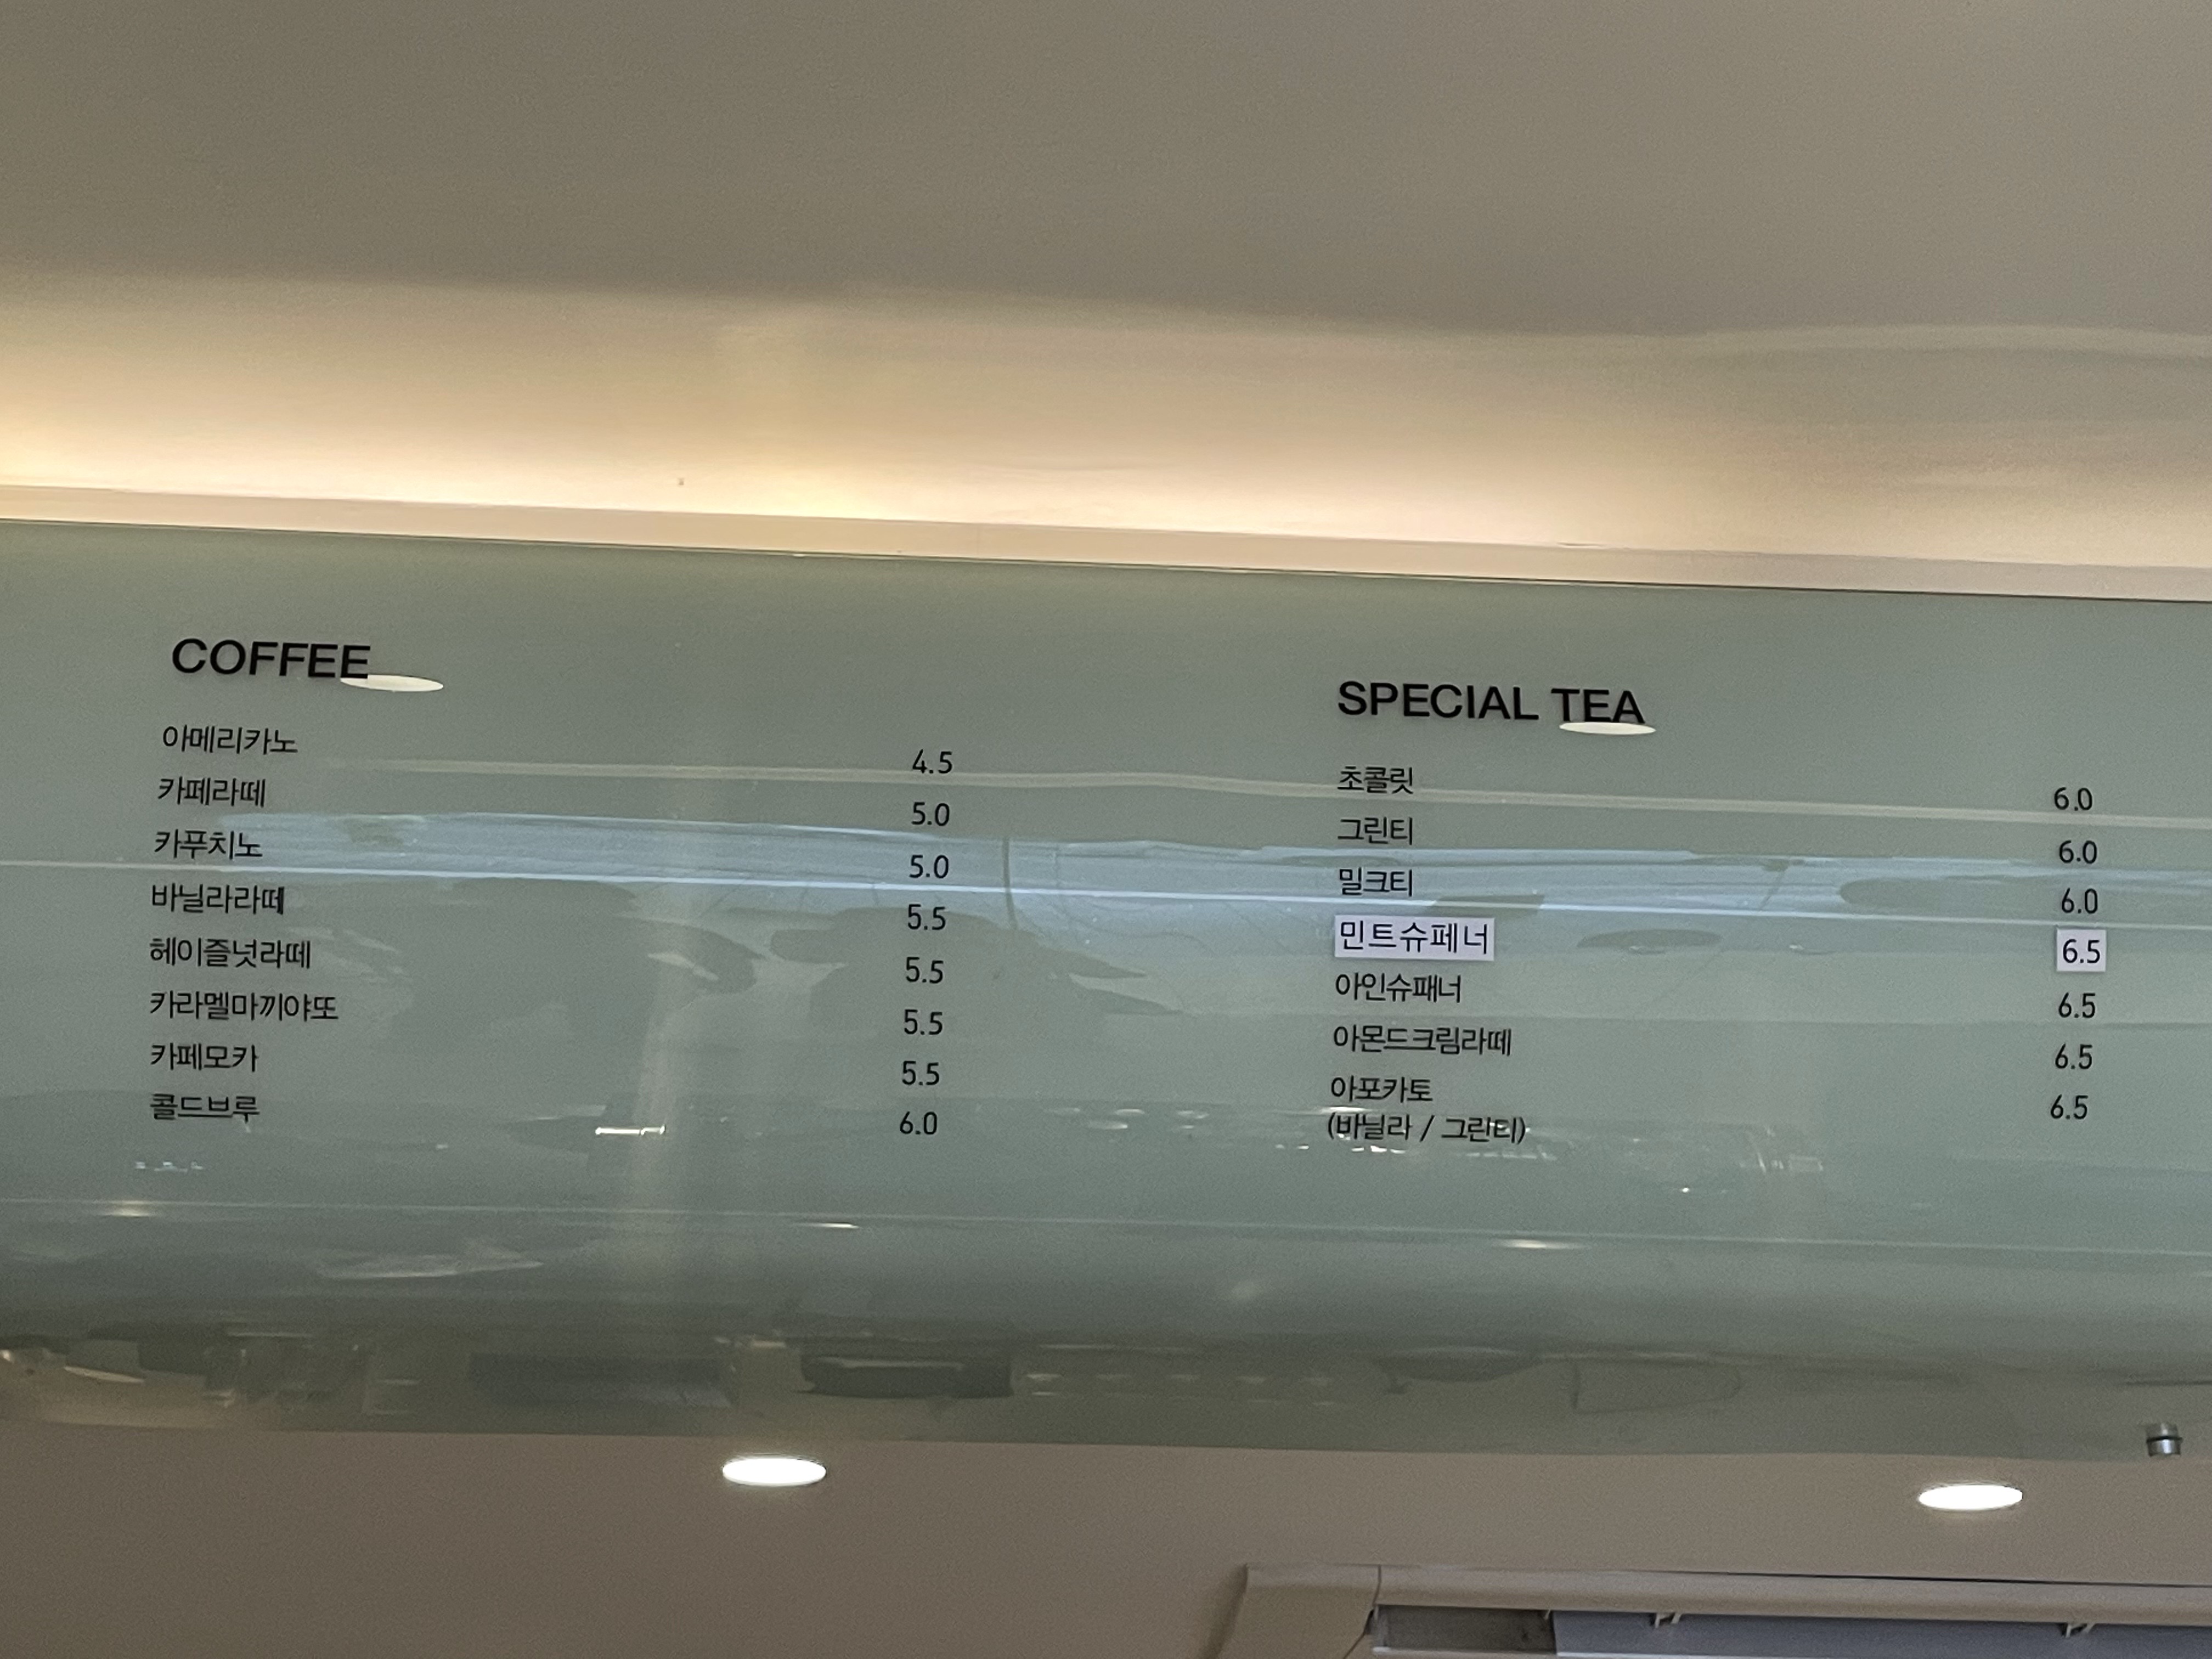 COFFEE
아메리카노 4.5
카페라떼 5.0
카푸치노 5.0
바닐라라떼 5.5
헤이즐넛라떼 5.5
카라멜마끼야또 5.5
카페모카 5.5
콜드브루 6.0
SPECIAL TEA
초콜릿 6.0
그린티 6.0
밀크티 6.0
민트슈페너 6.5
아인슈패너 6.5
아몬드크림라떼 6.5
아포카토 6.5
(바닐라 / 그린티)